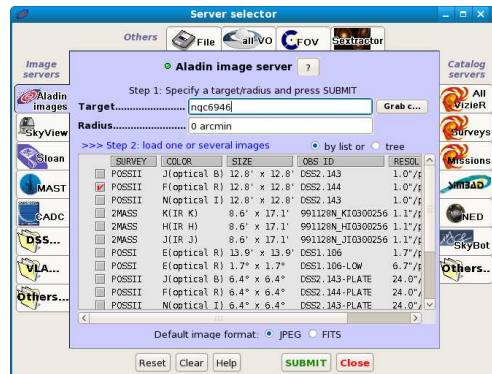 Server selector
Others File all-VO FOV Sextractor
Image servers
Aladin images
SkyView
Sloan
MAST
CADC
DSS...
VLA...
Others...
Aladin image server ?
Step 1: Specify a target/radius and press SUBMIT
Target...................... ngc6946 Grab c...
Radius...................... 0 arcmin
>>> Step 2: load one or several images by list or tree
SURVEY COLOR SIZE OBS ID RESOL
POSSII J(optical B) 12.8' x 12.8' DSS2.143 1.0"/p
POSSII F(optical R) 12.8' x 12.8' DSS2.144 1.0"/p
POSSII N(optical I) 12.8' x 12.8' DSS2.143 1.0"/p
2MASS K(IR K) 8.6' x 17.1' 991128N_KI0300256 1.1"/p
2MASS H(IR H) 8.6' x 17.1' 991128N_HI0300256 1.1"/p
2MASS J(IR J) 8.6' x 17.1' 991128N_JI0300256 1.1"/p
POSSI E(optical R) 13.9' x 13.9' DSS1.106 1.7"/p
POSSI E(optical R) 1.7° x 1.7° DSS1.106-LOW 6.7"/p
POSSII J(optical B) 6.4° x 6.4° DSS2.143-PLATE 24.0"/
POSSII F(optical R) 6.4° x 6.4° DSS2.144-PLATE 24.0"/
POSSII N(optical I) 6.4° x 6.4° DSS2.143-PLATE 24.0"/
Default image format: JPEG FITS
Reset Clear Help SUBMIT Close
Catalog servers
All VizieR
Surveys
Missions
SIMBAD
NED
SkyBot
Others..